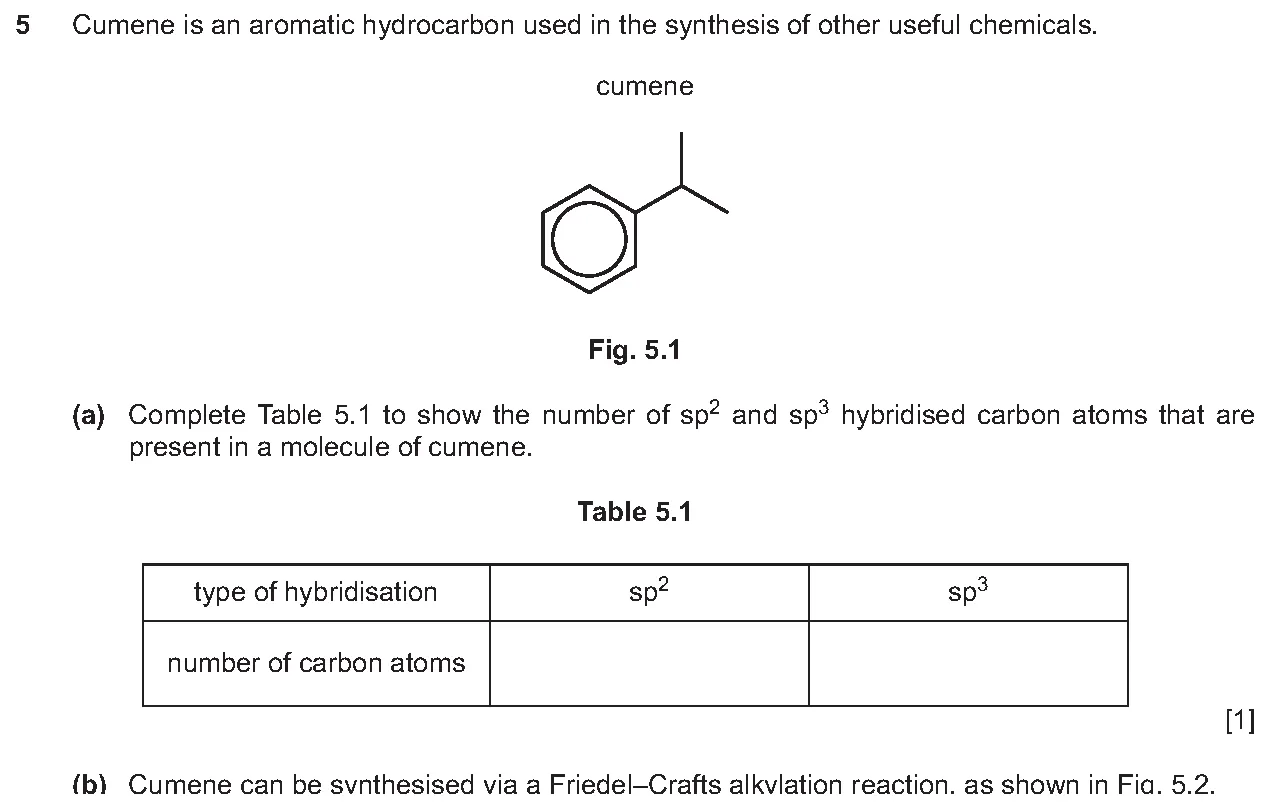 5 Cumene is an aromatic hydrocarbon used in the synthesis of other useful chemicals.
cumene
Fig. 5.1
(a) Complete Table 5.1 to show the number of sp² and sp³ hybridised carbon atoms that are
present in a molecule of cumene.
Table 5.1
type of hybridisation sp² sp³
number of carbon atoms
[1]
(b) Cumene can be synthesised via a Friedel–Crafts alkylation reaction, as shown in Fig. 5.2.